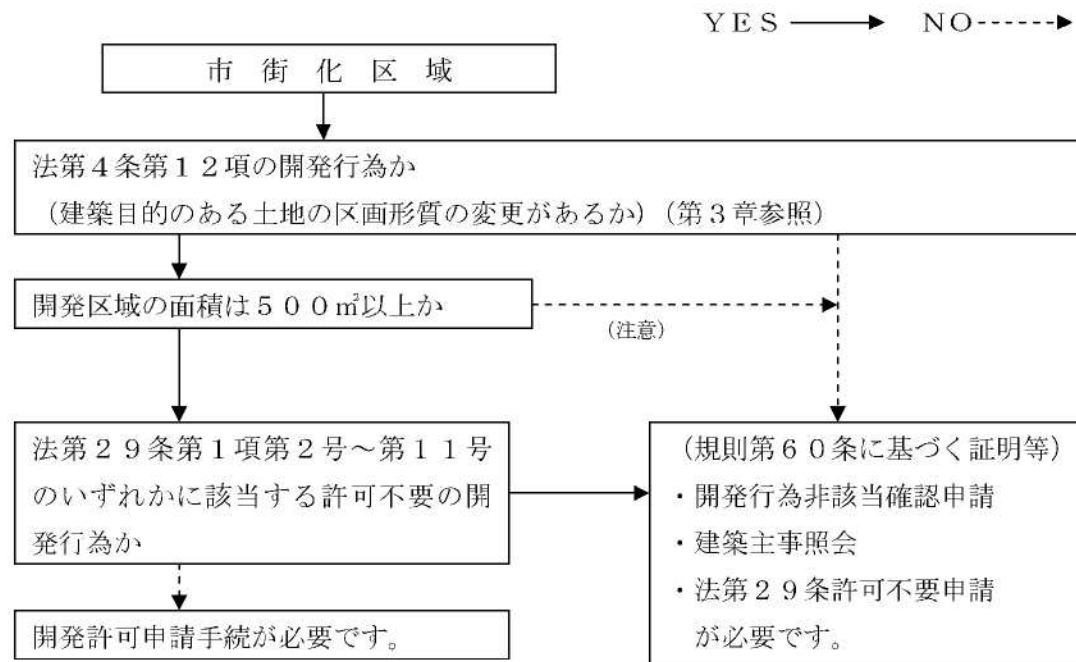 YES NO
市 街 化 区 域
法第4条第12項の開発行為か
(建築目的のある土地の区画形質の変更があるか)(第3章参照)
開発区域の面積は500㎡以上か
(注意)
法第29条第1項第2号~第11号
のいずれかに該当する許可不要の開
発行為か
開発許可申請手続が必要です。
(規則第60条に基づく証明等)
・開発行為非該当確認申請
・建築主事照会
・法第29条許可不要申請
が必要です。